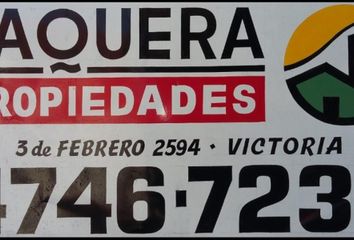 AQUERA
ROPIEDADES
3 de FEBRERO 2594 · VICTORIA
4746·723